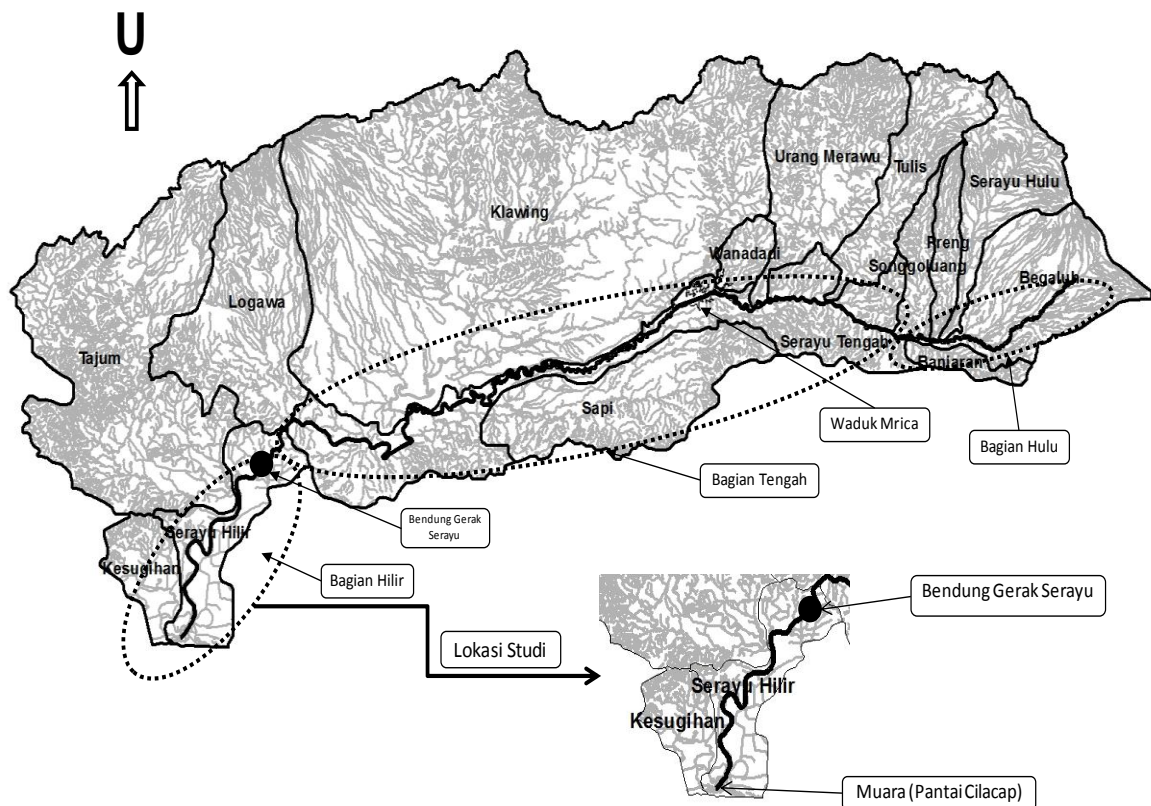 U
Urang Merawu
Tulis
Serayu Hulu
Klawing
Preng
Wanadadi
Songgoluang
Begaluh
Logawa
Tajum
Serayu Tengah
Banjaran
Sapi
Waduk Mrica
Bagian Hulu
Bagian Tengah
Bendung Gerak
Serayu
Serayu Hilir
Kesugihan
Bagian Hilir
Lokasi Studi
Bendung Gerak Serayu
Serayu Hilir
Kesugihan
Muara (Pantai Cilacap)